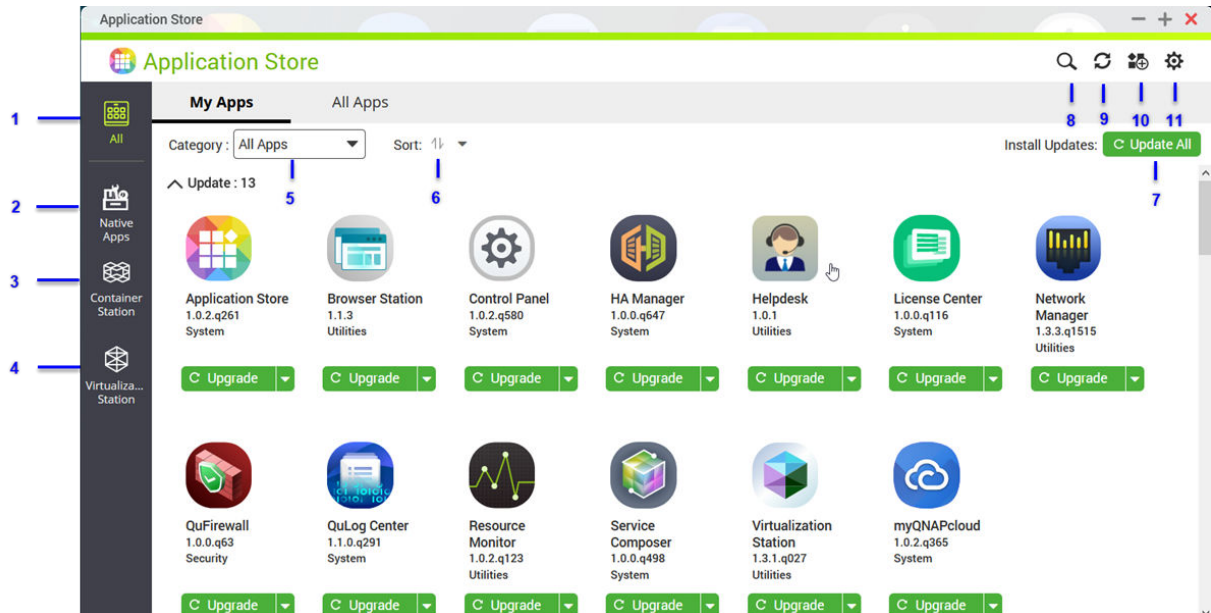 Application Store
Application Store
My Apps All Apps
8 9 10 11
1
All
Category : All Apps Sort: Install Updates: Update All
5 6 7
Update : 13
2
Native
Apps
3
Container
Station
4
Virtualiza...
Station
Application Store
1.0.2.q261
System
Upgrade
Browser Station
1.1.3
Utilities
Upgrade
Control Panel
1.0.2.q580
System
Upgrade
HA Manager
1.0.0.q647
System
Upgrade
Helpdesk
1.0.1
Utilities
Upgrade
License Center
1.0.0.q116
System
Upgrade
Network
Manager
1.3.3.q1515
Utilities
Upgrade
QuFirewall
1.0.0.q63
Security
Upgrade
QuLog Center
1.1.0.q291
System
Upgrade
Resource
Monitor
1.0.2.q123
Utilities
Upgrade
Service
Composer
1.0.0.q498
System
Upgrade
Virtualization
Station
1.3.1.q027
Utilities
Upgrade
myQNAPcloud
1.0.2.q365
System
Upgrade